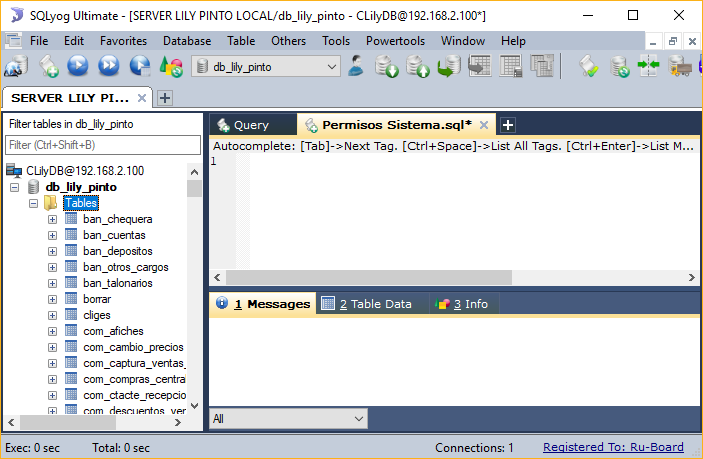 SQLyog Ultimate - [SERVER LILY PINTO LOCAL/db_lily_pinto - CLilyDB@192.168.2.100*]
File Edit Favorites Database Table Others Tools Powertools Window Help
db_lily_pinto
SERVER LILY PI...
Filter tables in db_lily_pinto
Filter (Ctrl+Shift+B)
CLilyDB@192.168.2.100
db_lily_pinto
Tables
ban_chequera
ban_cuentas
ban_depositos
ban_otros_cargos
ban_talonarios
borrar
cliges
com_afiches
com_cambio_precios
com_captura_ventas_
com_compras_centra
com_ctacte_recepcio
com_descuentos_ver
Query Permisos Sistema.sql*
Autocomplete: [Tab]->Next Tag. [Ctrl+Space]->List All Tags. [Ctrl+Enter]->List M...
1
1 Messages 2 Table Data 3 Info
All
Exec: 0 sec Total: 0 sec Connections: 1 Registered To: Ru-Board